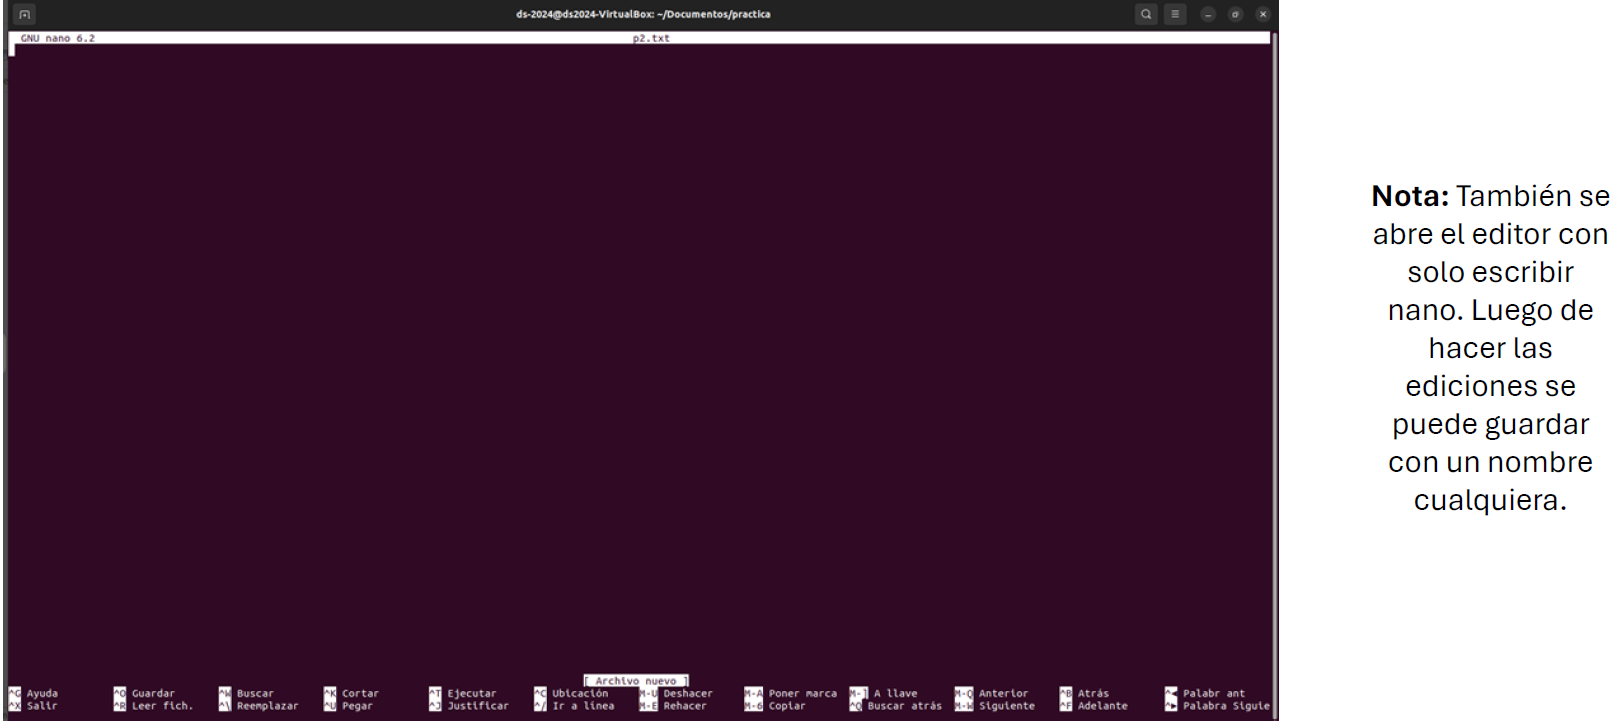 ds-2024@ds2024-VirtualBox: ~/Documentos/practica
GNU nano 6.2 p2.txt
[ Archivo nuevo ]
^G Ayuda ^O Guardar ^W Buscar ^K Cortar ^T Ejecutar ^C Ubicación M-U Deshacer M-A Poner marca M-] A llave M-Q Anterior ^B Atrás ^◄ Palabr ant
^X Salir ^R Leer fich. ^\ Reemplazar ^U Pegar ^J Justificar ^/ Ir a línea M-E Rehacer M-6 Copiar ^Q Buscar atrás M-W Siguiente ^F Adelante ^► Palabra Siguie
Nota: También se
abre el editor con
solo escribir
nano. Luego de
hacer las
ediciones se
puede guardar
con un nombre
cualquiera.